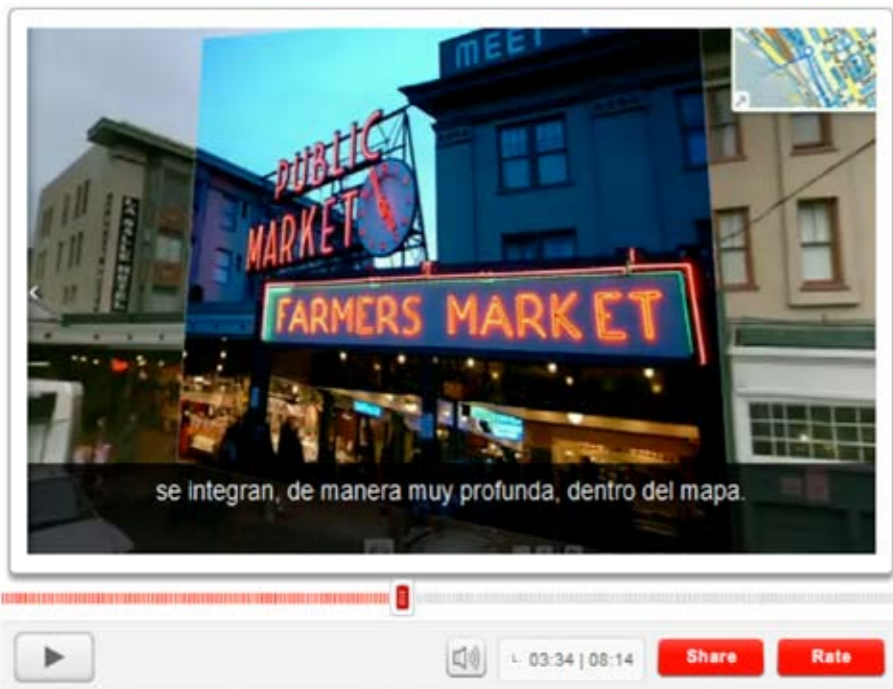 MEET
PUBLIC
MARKET
FARMERS MARKET
se integran, de manera muy profunda, dentro del mapa.
03:34 | 08:14
Share
Rate